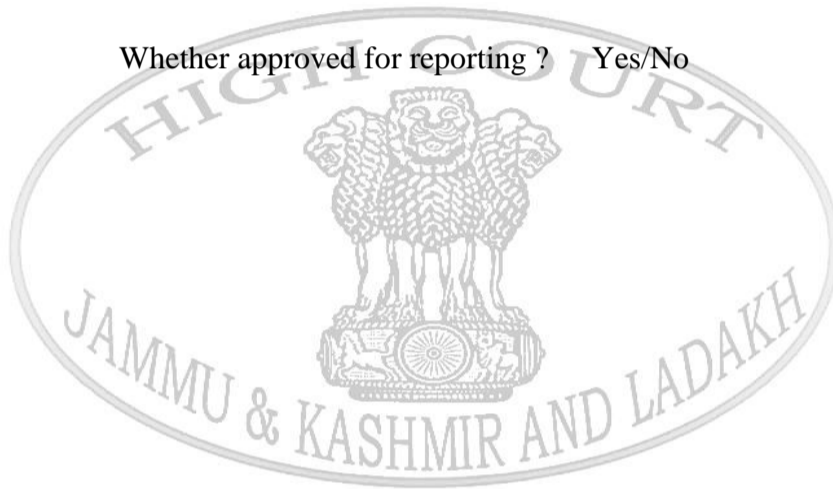 Whether approved for reporting ? Yes/No
HIGH COURT
JAMMU & KASHMIR AND LADAKH